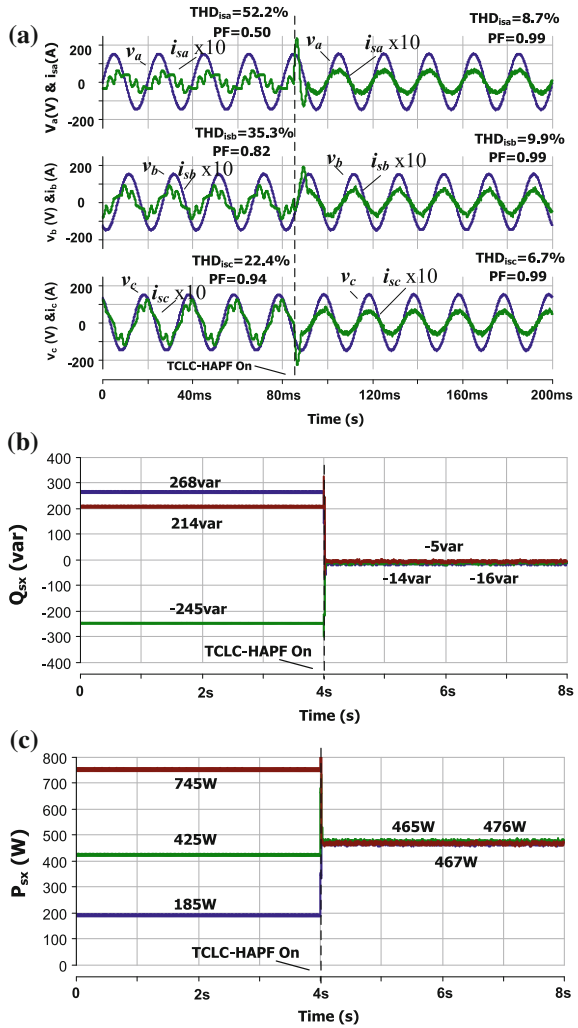 (a)
THDisa=52.2%
PF=0.50
THDisa=8.7%
PF=0.99
va(V) & isa(A)
200
0
-200
va
isa x10
va
isa x10
THDisb=35.3%
PF=0.82
THDisb=9.9%
PF=0.99
vb (V) &ib(A)
200
0
-200
vb
isb x10
vb
isb x10
THDisc=22.4%
PF=0.94
THDisc=6.7%
PF=0.99
vc (V) &ic(A)
200
0
-200
vc
isc x10
vc
isc x10
TCLC-HAPF On
0 40ms 80ms 120ms 160ms 200ms
Time (s)
(b)
Qsx (var)
400
300
200
100
0
-100
-200
-300
-400
268var
214var
-245var
-5var
-14var -16var
TCLC-HAPF On
0 2s 4s 6s 8s
Time (s)
(c)
Psx (W)
800
700
600
500
400
300
200
100
0
745W
425W
185W
465W 476W
467W
TCLC-HAPF On
0 2s 4s 6s 8s
Time (s)